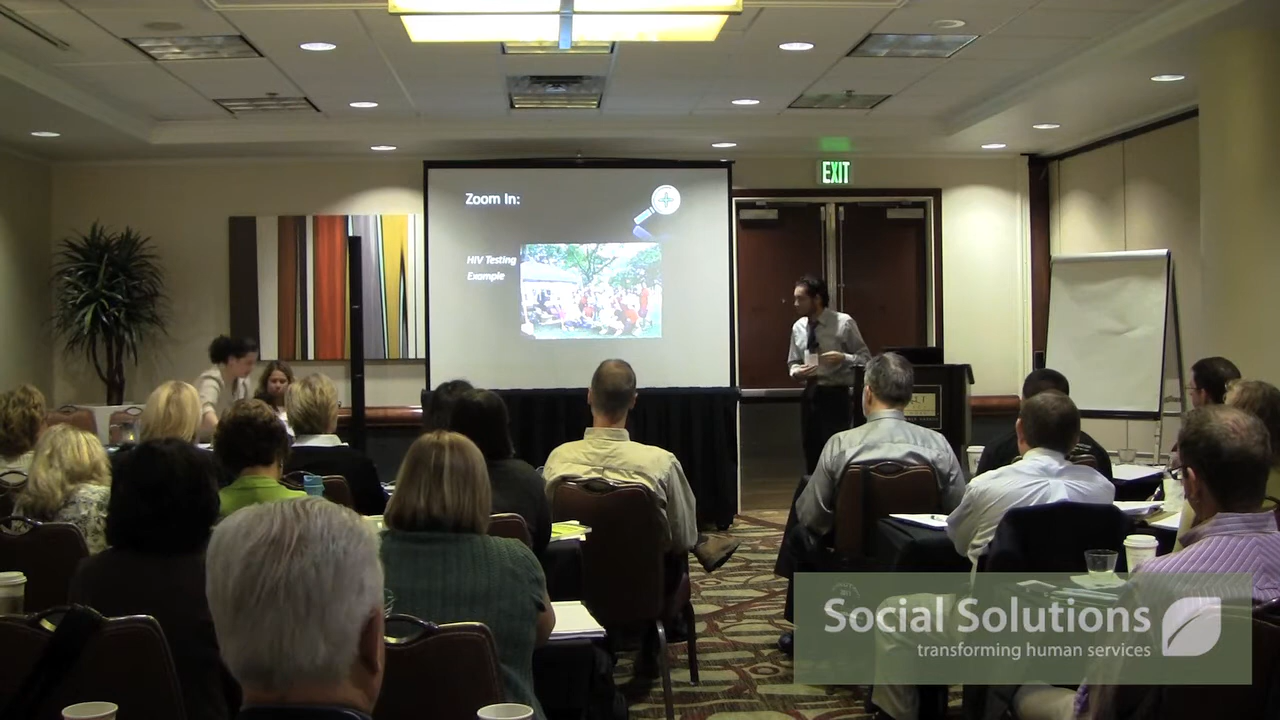 EXIT
Zoom In:
HIV Testing
Example
Social Solutions
transforming human services